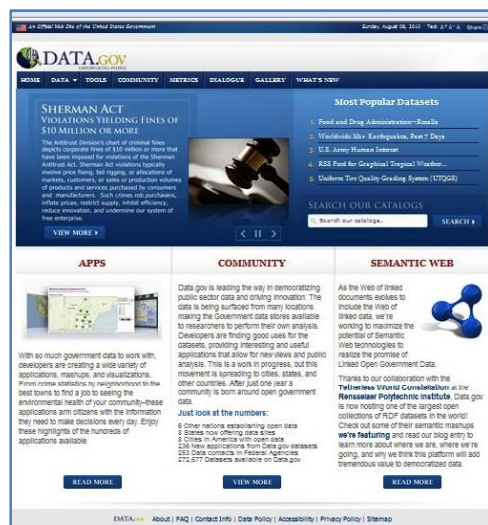 An Official Web Site of the United States Government
Sunday, August 08, 2010 Text: A+ A- A Share
DATA.GOV
EMPOWERING PEOPLE
HOME DATA TOOLS COMMUNITY METRICS DIALOGUE GALLERY WHAT'S NEW
SHERMAN ACT
VIOLATIONS YIELDING FINES OF
$10 MILLION OR MORE
The Antitrust Division's chart of criminal fines
depicts corporate fines of $10 million or more that
have been imposed for violations of the Sherman
Antitrust Act. Sherman Act violations typically
involve price fixing, bid rigging, or allocations of
markets, customers, or sales or production volumes
of products and services purchased by consumers
and manufacturers. Such crimes rob purchasers,
inflate prices, restrict supply, inhibit efficiency,
reduce innovation, and undermine our system of
free enterprise.
VIEW MORE
Most Popular Datasets
1. Food and Drug Administration--Recalls
2. Worldwide M1+ Earthquakes, Past 7 Days
3. U.S. Army Human Interest
4. RSS Feed for Graphical Tropical Weather...
5. Uniform Tire Quality Grading System (UTQGS)
SEARCH OUR CATALOGS
Search our catalogs..
SEARCH
APPS
With so much government data to work with,
developers are creating a wide variety of
applications, mashups, and visualizations.
From crime statistics by neighborhood to the
best towns to find a job to seeing the
environmental health of your community--these
applications arm citizens with the information
they need to make decisions every day. Enjoy
these highlights of the hundreds of
applications available.
READ MORE
COMMUNITY
Data.gov is leading the way in democratizing
public sector data and driving innovation. The
data is being surfaced from many locations
making the Government data stores available
to researchers to perform their own analysis.
Developers are finding good uses for the
datasets, providing interesting and useful
applications that allow for new views and public
analysis. This is a work in progress, but this
movement is spreading to cities, states, and
other countries. After just one year a
community is born around open government
data.
Just look at the numbers:
6 Other nations establishing open data
8 States now offering data sites
8 Cities in America with open data
236 New applications from Data.gov datasets
253 Data contacts in Federal Agencies
272,677 Datasets available on Data.gov
VIEW MORE
SEMANTIC WEB
As the Web of linked
documents evolves to
include the Web of
linked data, we're
working to maximize the
potential of Semantic
Web technologies to
realize the promise of
Linked Open Government Data.
Thanks to our collaboration with the
Tetherless World Constellation at the
Rensselaer Polytechnic Institute, Data.gov
is now hosting one of the largest open
collections of RDF datasets in the world!
Check out some of their semantic mashups
we're featuring and read our blog entry to
learn more about where we are, where we're
going, and why we think this platform will add
tremendous value to democratized data.
READ MORE
DATA.GOV About | FAQ | Contact Info | Data Policy | Accessibility | Privacy Policy | Sitemap